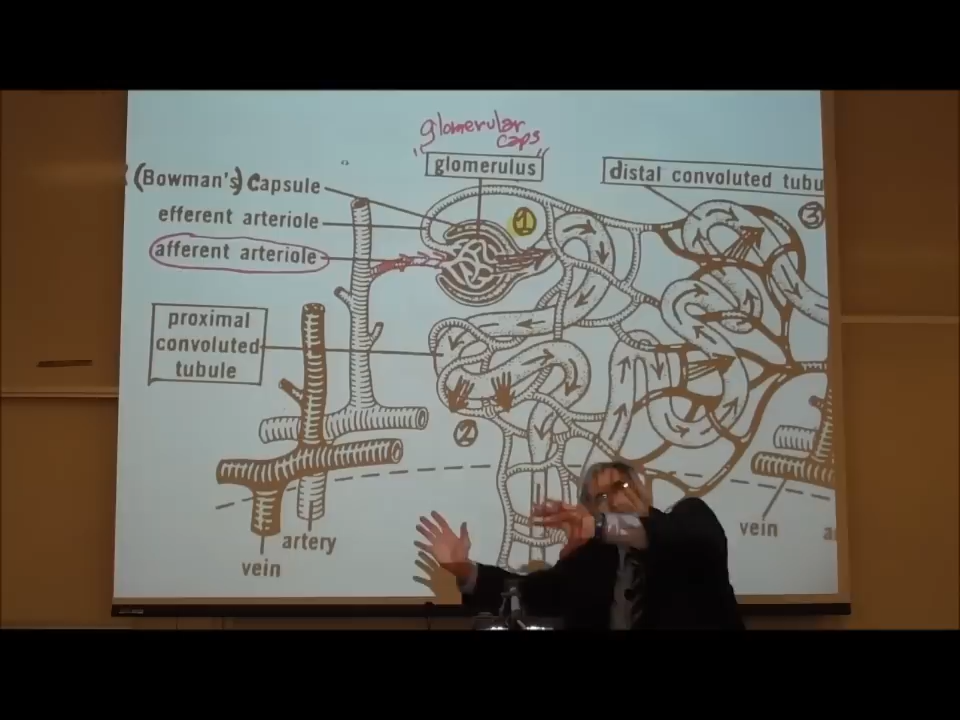 glomerular
"caps"
glomerulus
distal convoluted tubu
(Bowman's) Capsule
efferent arteriole
afferent arteriole
1
3
proximal
convoluted
tubule
2
artery
vein
vein
a